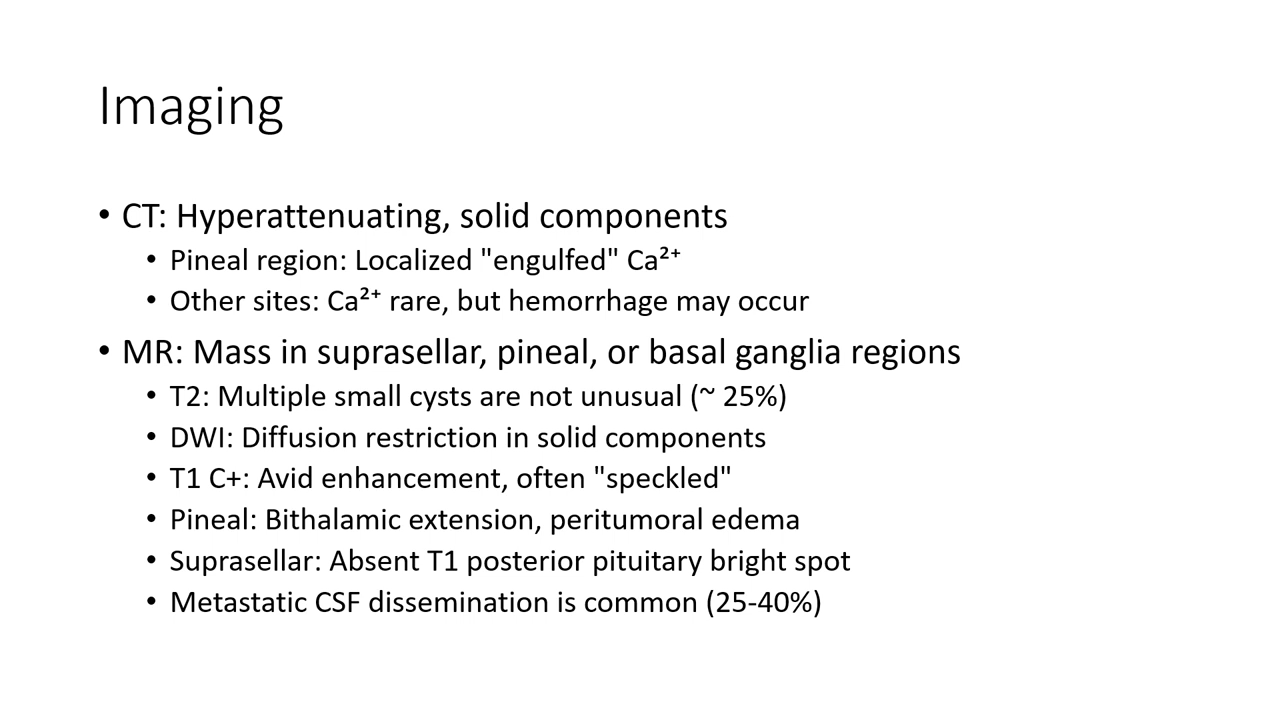 Imaging
• CT: Hyperattenuating, solid components
• Pineal region: Localized "engulfed" Ca²⁺
• Other sites: Ca²⁺ rare, but hemorrhage may occur
• MR: Mass in suprasellar, pineal, or basal ganglia regions
• T2: Multiple small cysts are not unusual (~ 25%)
• DWI: Diffusion restriction in solid components
• T1 C+: Avid enhancement, often "speckled"
• Pineal: Bithalamic extension, peritumoral edema
• Suprasellar: Absent T1 posterior pituitary bright spot
• Metastatic CSF dissemination is common (25-40%)